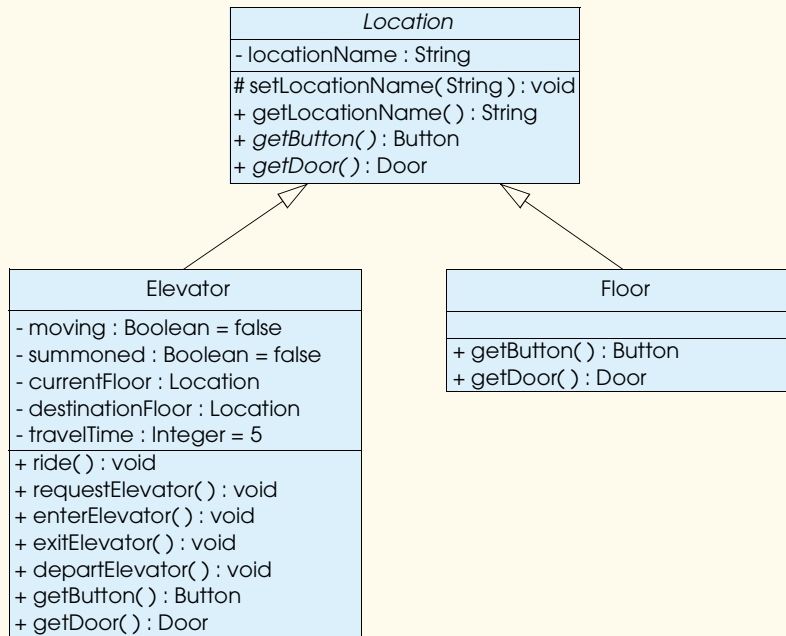 Location
- locationName : String
# setLocationName( String ) : void
+ getLocationName( ) : String
+ getButton( ) : Button
+ getDoor( ) : Door
Elevator
- moving : Boolean = false
- summoned : Boolean = false
- currentFloor : Location
- destinationFloor : Location
- travelTime : Integer = 5
+ ride( ) : void
+ requestElevator( ) : void
+ enterElevator( ) : void
+ exitElevator( ) : void
+ departElevator( ) : void
+ getButton( ) : Button
+ getDoor( ) : Door
Floor
+ getButton( ) : Button
+ getDoor( ) : Door